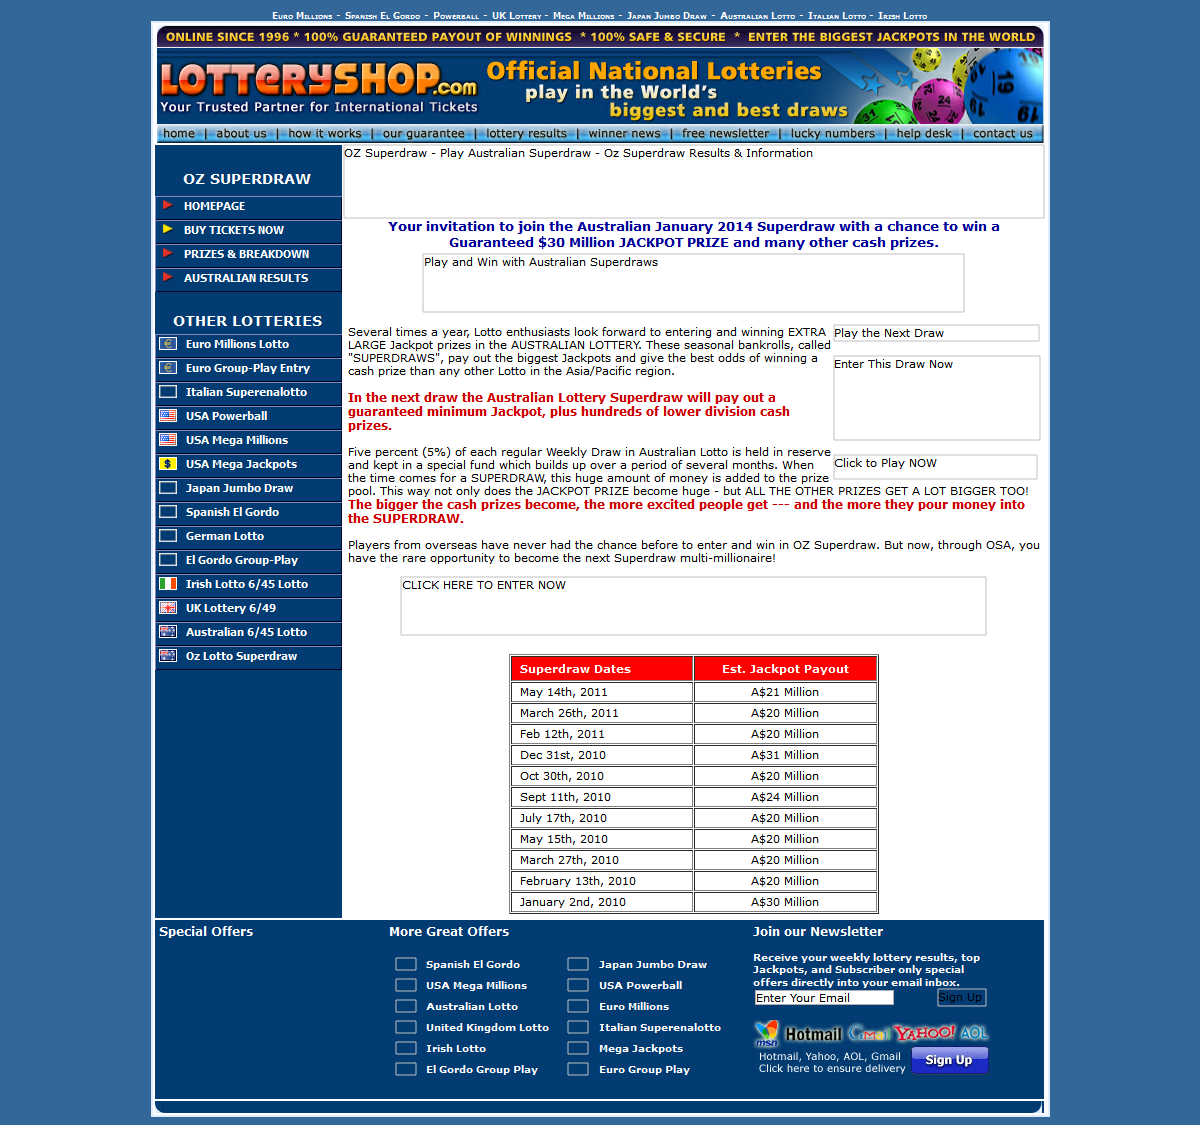 Euro Millions - Spanish El Gordo - Powerball - UK Lottery - Mega Millions - Japan Jumbo Draw - Australian Lotto - Italian Lotto - Irish Lotto
ONLINE SINCE 1996 * 100% GUARANTEED PAYOUT OF WINNINGS * 100% SAFE & SECURE * ENTER THE BIGGEST JACKPOTS IN THE WORLD
LOTTERYSHOP.com
Your Trusted Partner for International Tickets
Official National Lotteries
play in the World's
biggest and best draws
19
home | about us | how it works | our guarantee | lottery results | winner news | free newsletter | lucky numbers | help desk | contact us
OZ SUPERDRAW
HOMEPAGE
BUY TICKETS NOW
PRIZES & BREAKDOWN
AUSTRALIAN RESULTS
OTHER LOTTERIES
Euro Millions Lotto
Euro Group-Play Entry
Italian Superenalotto
USA Powerball
USA Mega Millions
USA Mega Jackpots
Japan Jumbo Draw
Spanish El Gordo
German Lotto
El Gordo Group-Play
Irish Lotto 6/45 Lotto
UK Lottery 6/49
Australian 6/45 Lotto
Oz Lotto Superdraw
OZ Superdraw - Play Australian Superdraw - Oz Superdraw Results & Information
Your invitation to join the Australian January 2014 Superdraw with a chance to win a
Guaranteed $30 Million JACKPOT PRIZE and many other cash prizes.
Play and Win with Australian Superdraws
Several times a year, Lotto enthusiasts look forward to entering and winning EXTRA
LARGE Jackpot prizes in the AUSTRALIAN LOTTERY. These seasonal bankrolls, called
"SUPERDRAWS", pay out the biggest Jackpots and give the best odds of winning a
cash prize than any other Lotto in the Asia/Pacific region.
Play the Next Draw
Enter This Draw Now
Click to Play NOW
In the next draw the Australian Lottery Superdraw will pay out a
guaranteed minimum Jackpot, plus hundreds of lower division cash
prizes.
Five percent (5%) of each regular Weekly Draw in Australian Lotto is held in reserve
and kept in a special fund which builds up over a period of several months. When
the time comes for a SUPERDRAW, this huge amount of money is added to the prize
pool. This way not only does the JACKPOT PRIZE become huge - but ALL THE OTHER PRIZES GET A LOT BIGGER TOO!
The bigger the cash prizes become, the more excited people get --- and the more they pour money into
the SUPERDRAW.
Players from overseas have never had the chance before to enter and win in OZ Superdraw. But now, through OSA, you
have the rare opportunity to become the next Superdraw multi-millionaire!
CLICK HERE TO ENTER NOW
Superdraw Dates Est. Jackpot Payout
May 14th, 2011 A$21 Million
March 26th, 2011 A$20 Million
Feb 12th, 2011 A$20 Million
Dec 31st, 2010 A$31 Million
Oct 30th, 2010 A$20 Million
Sept 11th, 2010 A$24 Million
July 17th, 2010 A$20 Million
May 15th, 2010 A$20 Million
March 27th, 2010 A$20 Million
February 13th, 2010 A$20 Million
January 2nd, 2010 A$30 Million
Special Offers
More Great Offers
Spanish El Gordo Japan Jumbo Draw
USA Mega Millions USA Powerball
Australian Lotto Euro Millions
United Kingdom Lotto Italian Superenalotto
Irish Lotto Mega Jackpots
El Gordo Group Play Euro Group Play
Join our Newsletter
Receive your weekly lottery results, top
Jackpots, and Subscriber only special
offers directly into your email inbox.
Enter Your Email Sign Up
msn Hotmail Gmail YAHOO! AOL
Hotmail, Yahoo, AOL, Gmail
Click here to ensure delivery
Sign Up